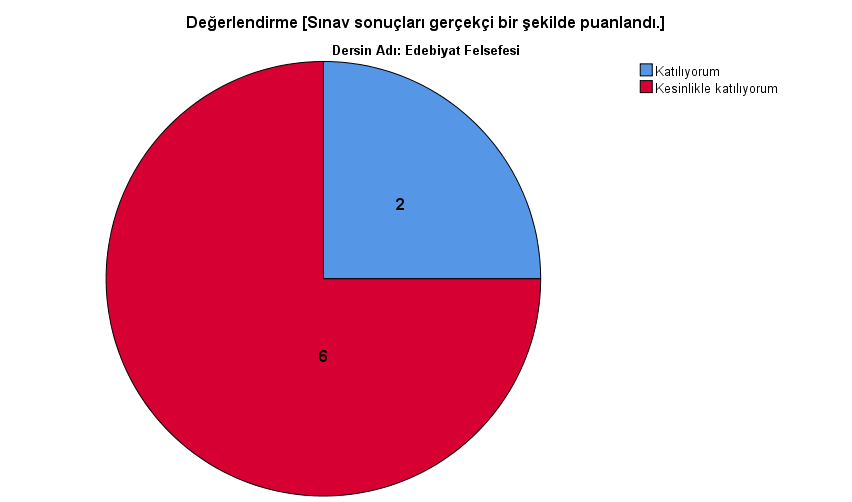 Değerlendirme [Sınav sonuçları gerçekçi bir şekilde puanlandı.]
Dersin Adı: Edebiyat Felsefesi
Katılıyorum
Kesinlikle katılıyorum
2
6